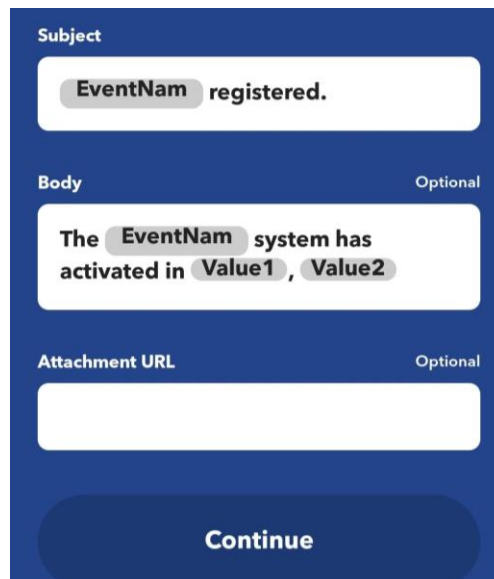 Subject
EventNam registered.
Body Optional
The EventNam system has
activated in Value1 , Value2
Attachment URL Optional
Continue